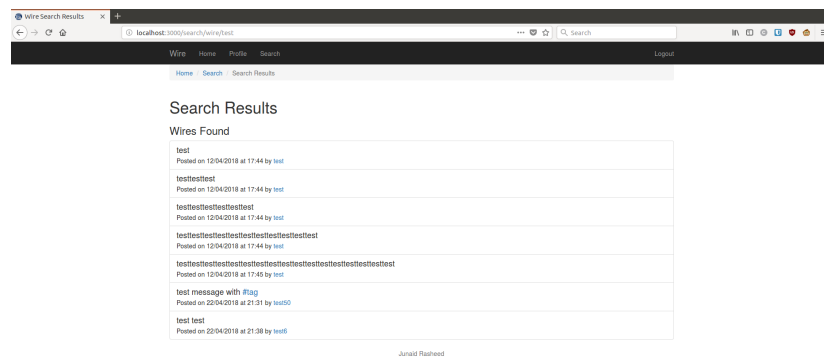 Wire Search Results × +
localhost:3000/search/wire/test ••• Search
Wire Home Profile Search Logout
Home / Search / Search Results
Search Results
Wires Found
test
Posted on 12/04/2018 at 17:44 by test
testtesttest
Posted on 12/04/2018 at 17:44 by test
testtesttesttesttesttest
Posted on 12/04/2018 at 17:44 by test
testtesttesttesttesttesttesttesttesttest
Posted on 12/04/2018 at 17:44 by test
Posted on 12/04/2018 at 17:45 by test
test message with #tag
Posted on 22/04/2018 at 21:31 by test50
test test
Posted on 22/04/2018 at 21:38 by test6
Junaid Rasheed